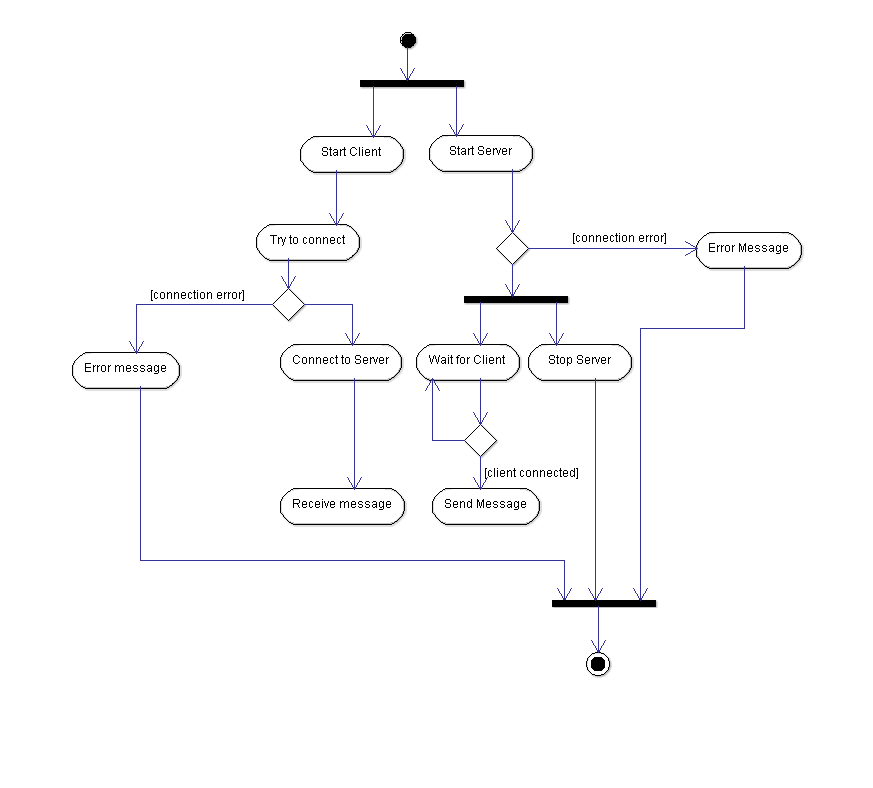 Start Client
Start Server
Try to connect
[connection error]
Error Message
[connection error]
Error message
Connect to Server
Wait for Client
Stop Server
[client connected]
Receive message
Send Message